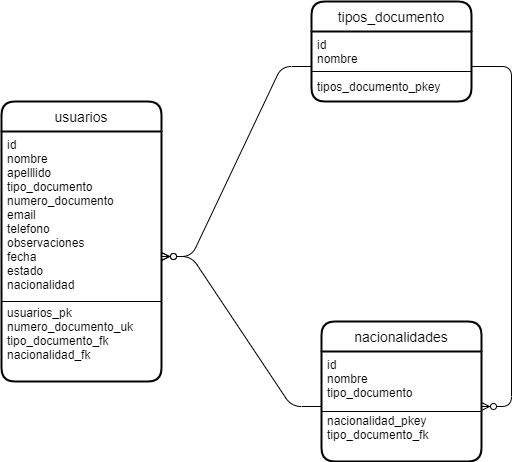 tipos_documento
id
nombre
tipos_documento_pkey
usuarios
id
nombre
apelllido
tipo_documento
numero_documento
email
telefono
observaciones
fecha
estado
nacionalidad
usuarios_pk
numero_documento_uk
tipo_documento_fk
nacionalidad_fk
nacionalidades
id
nombre
tipo_documento
nacionalidad_pkey
tipo_documento_fk